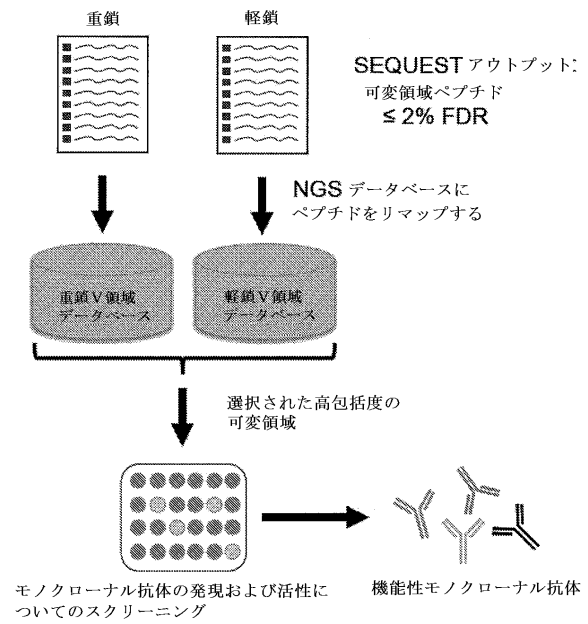 重鎖
軽鎖
SEQUEST アウトプット:
可変領域ペプチド
≤ 2% FDR
NGS データベースに
ペプチドをリマップする
重鎖V領域
データベース
軽鎖V領域
データベース
選択された高包括度の
可変領域
モノクローナル抗体の発現および活性に
ついてのスクリーニング
機能性モノクローナル抗体